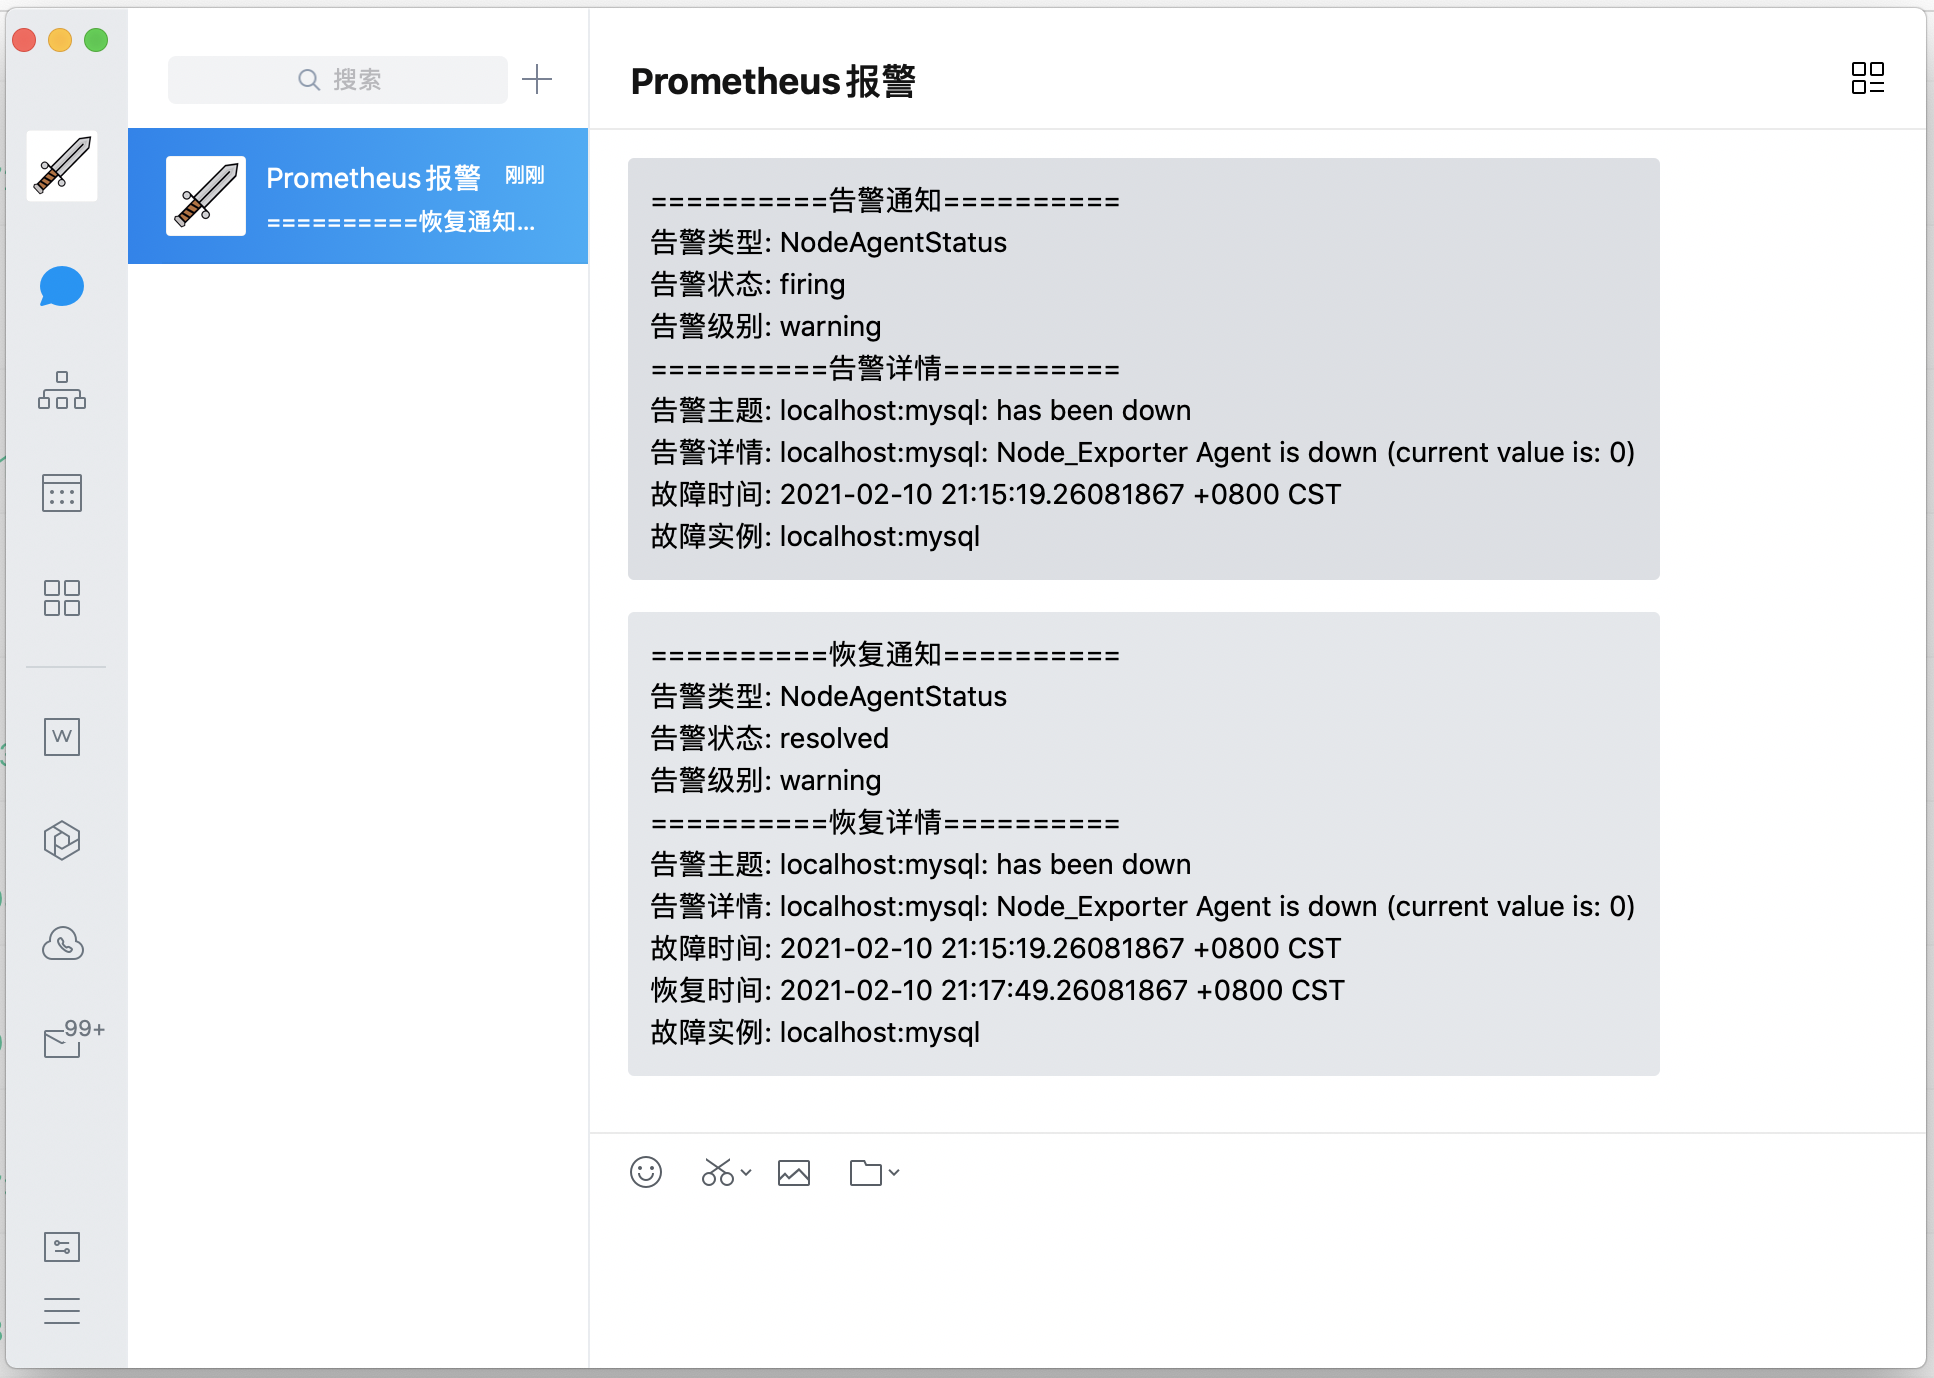 搜索
Prometheus报警 刚刚
==========恢复通知...
W
99+
Prometheus报警
==========告警通知==========
告警类型: NodeAgentStatus
告警状态: firing
告警级别: warning
==========告警详情==========
告警主题: localhost:mysql: has been down
告警详情: localhost:mysql: Node_Exporter Agent is down (current value is: 0)
故障时间: 2021-02-10 21:15:19.26081867 +0800 CST
故障实例: localhost:mysql
==========恢复通知==========
告警类型: NodeAgentStatus
告警状态: resolved
告警级别: warning
==========恢复详情==========
告警主题: localhost:mysql: has been down
告警详情: localhost:mysql: Node_Exporter Agent is down (current value is: 0)
故障时间: 2021-02-10 21:15:19.26081867 +0800 CST
恢复时间: 2021-02-10 21:17:49.26081867 +0800 CST
故障实例: localhost:mysql